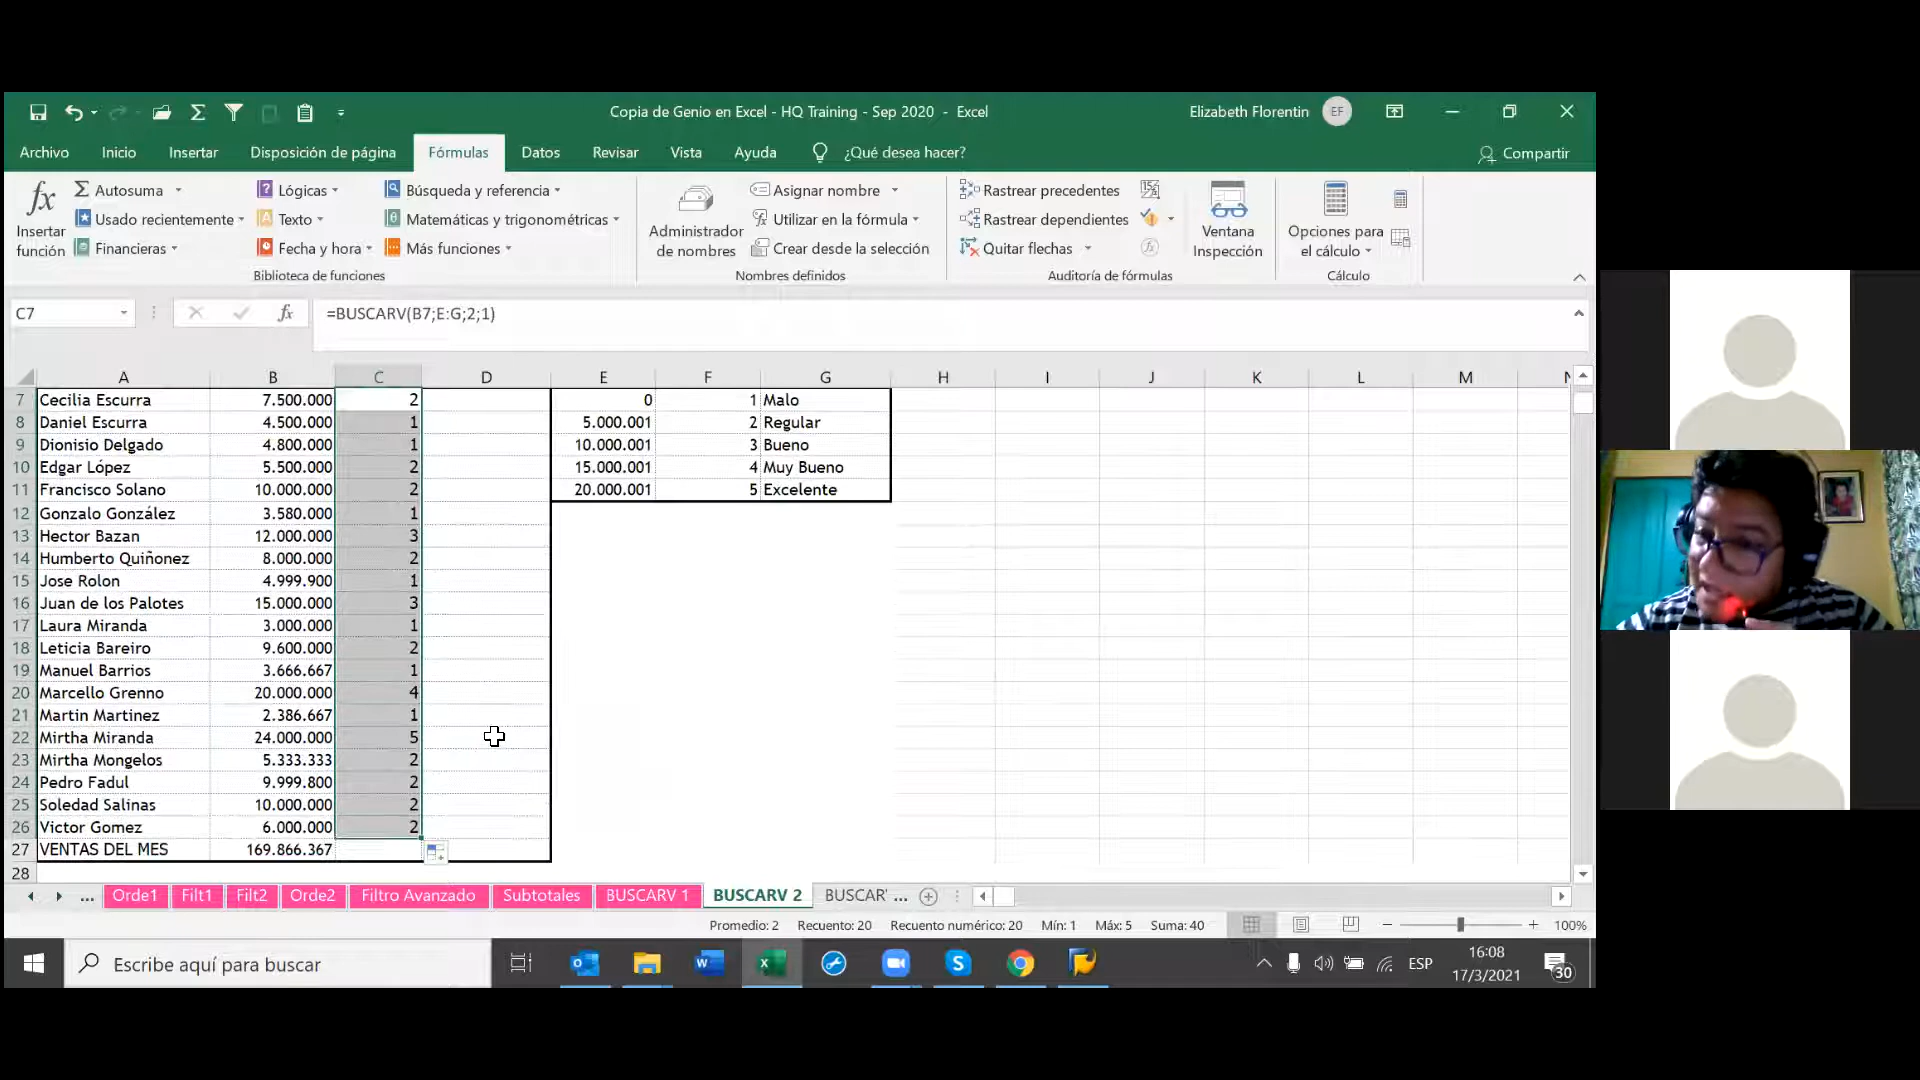 Copia de Genio en Excel - HQ Training - Sep 2020 - Excel
Elizabeth Florentin EF
Archivo Inicio Insertar Disposición de página Fórmulas Datos Revisar Vista Ayuda ¿Qué desea hacer? Compartir
fx Insertar función
Σ Autosuma
Usado recientemente
Financieras
Lógicas
Texto
Fecha y hora
Búsqueda y referencia
Matemáticas y trigonométricas
Más funciones
Biblioteca de funciones
Administrador de nombres
Asignar nombre
Utilizar en la fórmula
Crear desde la selección
Nombres definidos
Rastrear precedentes
Rastrear dependientes
Quitar flechas
Auditoría de fórmulas
Ventana Inspección
Opciones para el cálculo
Cálculo
C7 fx =BUSCARV(B7;E:G;2;1)
A B C D E F G H I J K L M N
7 Cecilia Escurra 7.500.000 2 0 1 Malo
8 Daniel Escurra 4.500.000 1 5.000.001 2 Regular
9 Dionisio Delgado 4.800.000 1 10.000.001 3 Bueno
10 Edgar López 5.500.000 2 15.000.001 4 Muy Bueno
11 Francisco Solano 10.000.000 2 20.000.001 5 Excelente
12 Gonzalo González 3.580.000 1
13 Hector Bazan 12.000.000 3
14 Humberto Quiñonez 8.000.000 2
15 Jose Rolon 4.999.900 1
16 Juan de los Palotes 15.000.000 3
17 Laura Miranda 3.000.000 1
18 Leticia Bareiro 9.600.000 2
19 Manuel Barrios 3.666.667 1
20 Marcello Grenno 20.000.000 4
21 Martin Martinez 2.386.667 1
22 Mirtha Miranda 24.000.000 5
23 Mirtha Mongelos 5.333.333 2
24 Pedro Fadul 9.999.800 2
25 Soledad Salinas 10.000.000 2
26 Victor Gomez 6.000.000 2
27 VENTAS DEL MES 169.866.367
28
... Orde1 Filt1 Filt2 Orde2 Filtro Avanzado Subtotales BUSCARV 1 BUSCARV 2 BUSCAR' ...
Promedio: 2 Recuento: 20 Recuento numérico: 20 Mín: 1 Máx: 5 Suma: 40 100%
Escribe aquí para buscar
ESP
16:08
17/3/2021
30